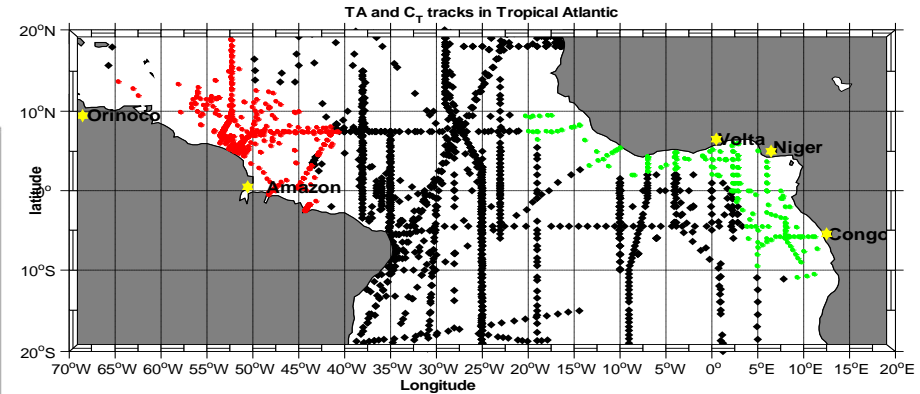 TA and C_T tracks in Tropical Atlantic
20°N
10°N
0°
10°S
20°S
latitude
Orinoco
Amazon
Volta
Niger
Congo
70°W 65°W 60°W 55°W 50°W 45°W 40°W 35°W 30°W 25°W 20°W 15°W 10°W 5°W 0° 5°E 10°E 15°E 20°E
Longitude